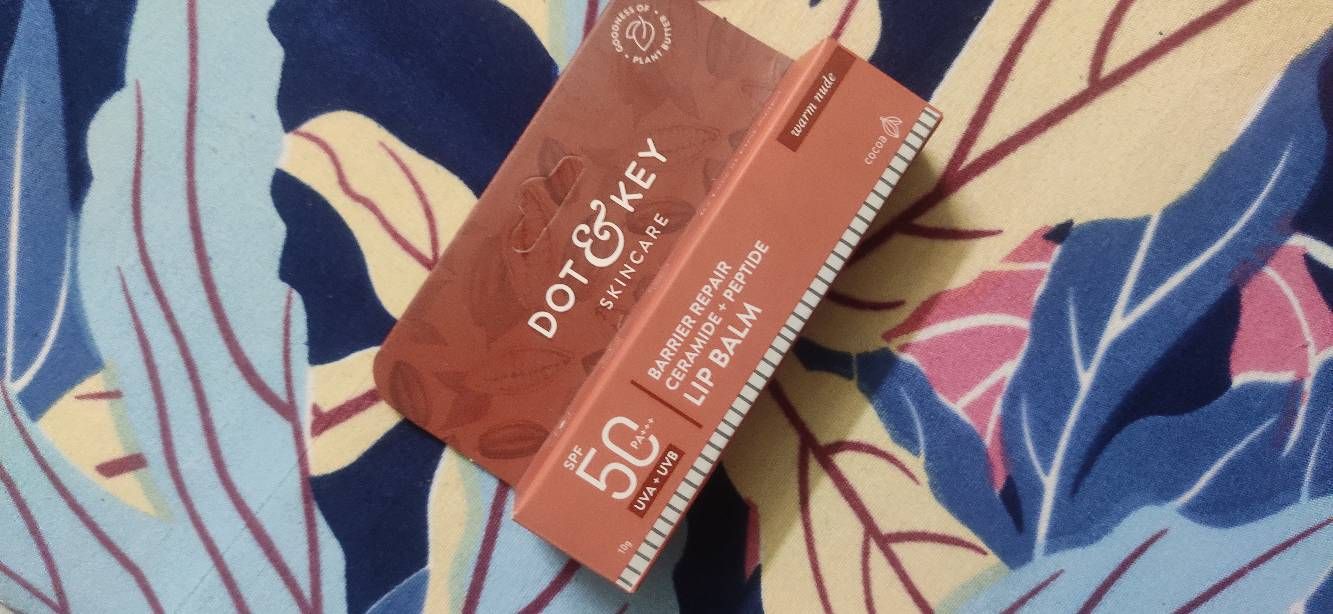 GOODNESS OF
PLANT BUTTER
DOT & KEY
SKINCARE
warm nude
cocoa
BARRIER REPAIR
CERAMIDE + PEPTIDE
LIP BALM
SPF
50
PA+++
UVA + UVB
10g